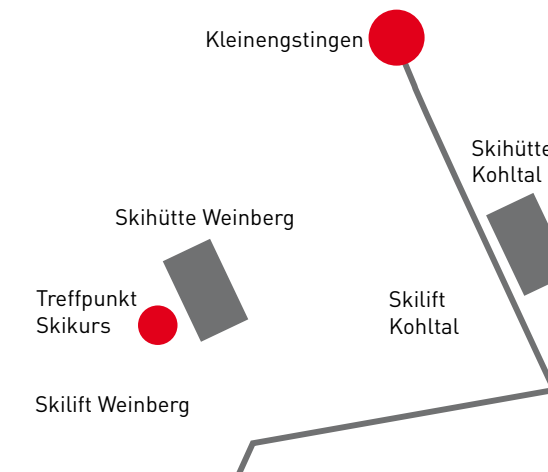 Kleinengstingen
Skihütte
Kohltal
Skihütte Weinberg
Treffpunkt
Skikurs
Skilift
Kohltal
Skilift Weinberg